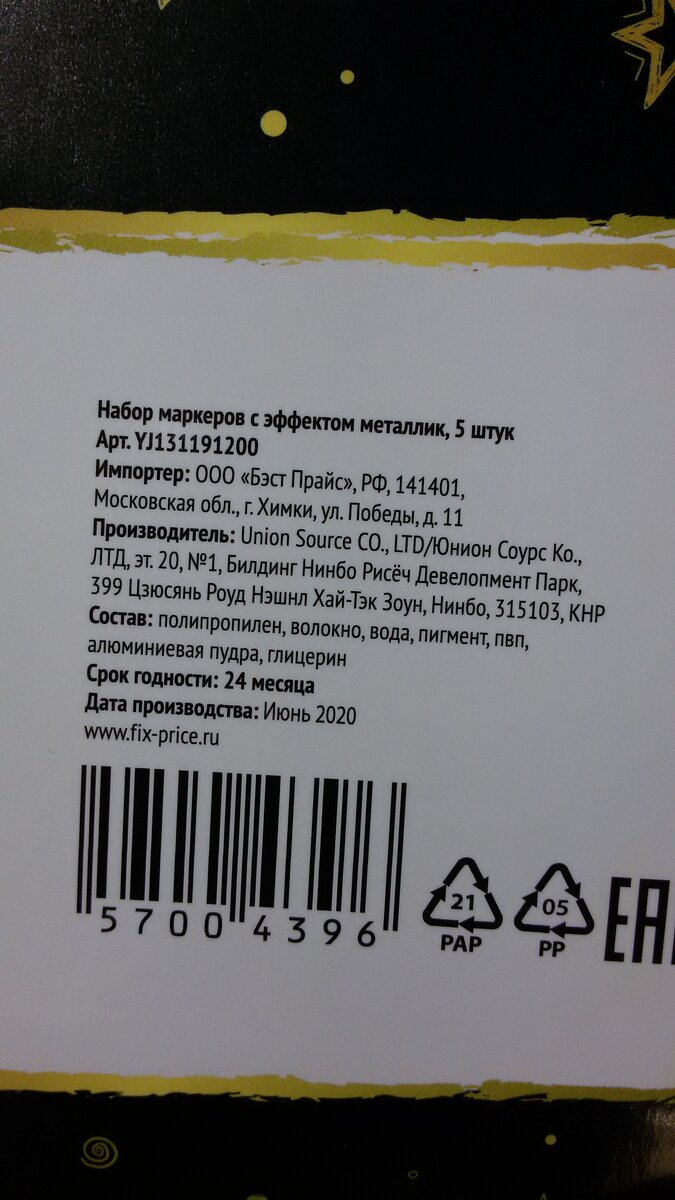 Набор маркеров с эффектом металлик, 5 штук
Арт. YJ131191200
Импортер: ООО «Бэст Прайс», РФ, 141401,
Московская обл., г. Химки, ул. Победы, д. 11
Производитель: Union Source CO., LTD/Юнион Соурс Ко.,
ЛТД, эт. 20, №1, Билдинг Нинбо Рисёч Девелопмент Парк,
399 Цзюсянь Роуд Нэшнл Хай-Тэк Зоун, Нинбо, 315103, КНР
Состав: полипропилен, волокно, вода, пигмент, пвп,
алюминиевая пудра, глицерин
Срок годности: 24 месяца
Дата производства: Июнь 2020
www.fix-price.ru
5700 4396
21
PAP
05
PP